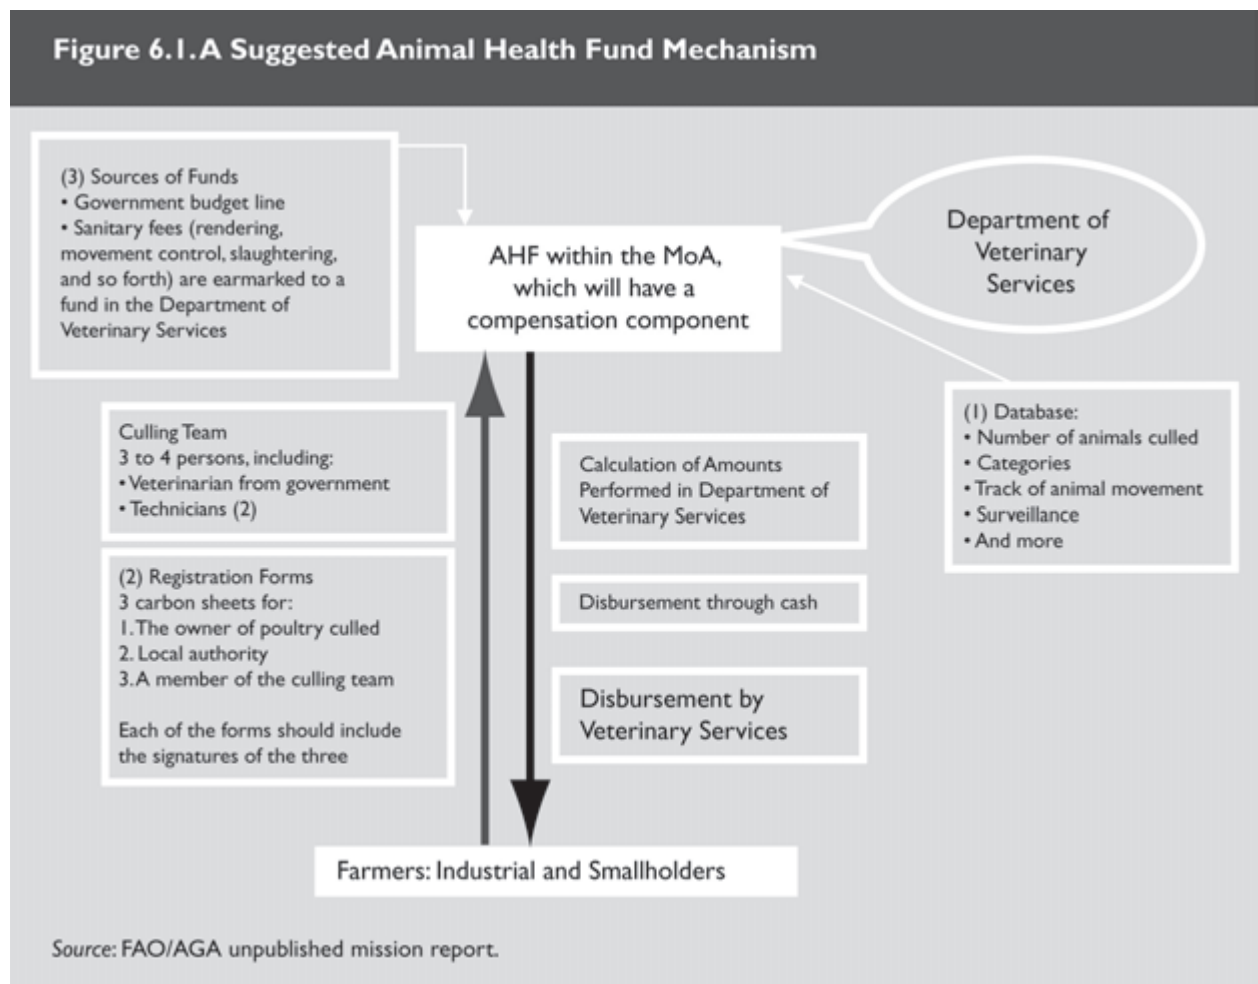 Figure 6.1. A Suggested Animal Health Fund Mechanism
(3) Sources of Funds
• Government budget line
• Sanitary fees (rendering,
movement control, slaughtering,
and so forth) are earmarked to a
fund in the Department of
Veterinary Services
AHF within the MoA,
which will have a
compensation component
Department of
Veterinary
Services
(1) Database:
• Number of animals culled
• Categories
• Track of animal movement
• Surveillance
• And more
Culling Team
3 to 4 persons, including:
• Veterinarian from government
• Technicians (2)
(2) Registration Forms
3 carbon sheets for:
1. The owner of poultry culled
2. Local authority
3. A member of the culling team
Each of the forms should include
the signatures of the three
Calculation of Amounts
Performed in Department of
Veterinary Services
Disbursement through cash
Disbursement by
Veterinary Services
Farmers: Industrial and Smallholders
Source: FAO/AGA unpublished mission report.